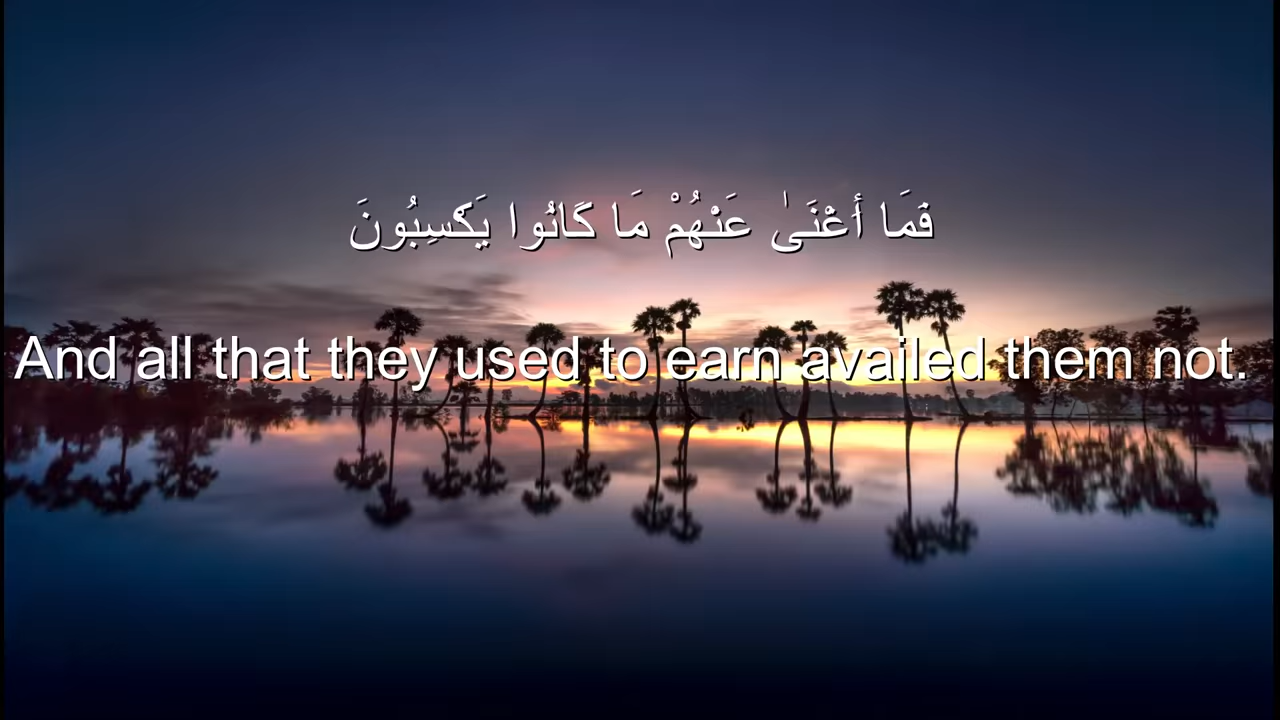 فَمَا أَغْنَىٰ عَنْهُمْ مَا كَانُوا يَكْسِبُونَ
And all that they used to earn availed them not.